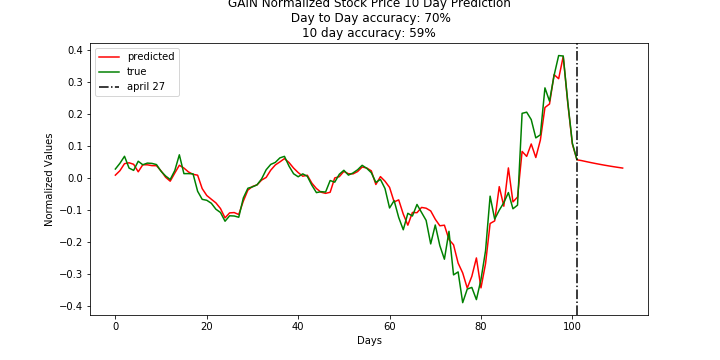 GAIN Normalized Stock Price 10 Day Prediction
Day to Day accuracy: 70%
10 day accuracy: 59%
predicted
true
april 27
Normalized Values
0.4
0.3
0.2
0.1
0.0
−0.1
−0.2
−0.3
−0.4
0
20
40
60
80
100
Days